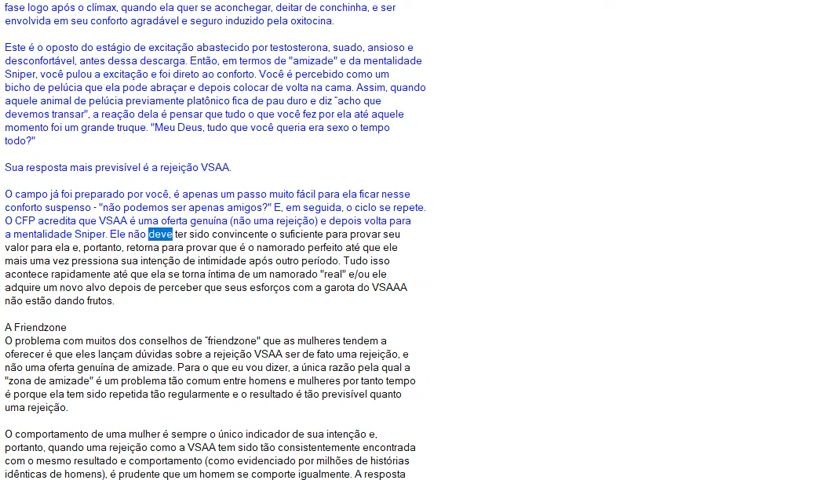 fase logo após o clímax, quando ela quer se aconchegar, deitar de conchinha, e ser
envolvida em seu conforto agradável e seguro induzido pela oxitocina.
Este é o oposto do estágio de excitação abastecido por testosterona, suado, ansioso e
desconfortável, antes dessa descarga. Então, em termos de "amizade" e da mentalidade
Sniper, você pulou a excitação e foi direto ao conforto. Você é percebido como um
bicho de pelúcia que ela pode abraçar e depois colocar de volta na cama. Assim, quando
aquele animal de pelúcia previamente platônico fica de pau duro e diz ˜acho que
devemos transar", a reação dela é pensar que tudo o que você fez por ela até aquele
momento foi um grande truque. "Meu Deus, tudo que você queria era sexo o tempo
todo?"
Sua resposta mais previsível é a rejeição VSAA.
O campo já foi preparado por você, é apenas um passo muito fácil para ela ficar nesse
conforto suspenso - "não podemos ser apenas amigos?" E, em seguida, o ciclo se repete.
O CFP acredita que VSAA é uma oferta genuína (não uma rejeição) e depois volta para
a mentalidade Sniper. Ele não deve ter sido convincente o suficiente para provar seu
valor para ela e, portanto, retorna para provar que é o namorado perfeito até que ele
mais uma vez pressiona sua intenção de intimidade após outro período. Tudo isso
acontece rapidamente até que ela se torna íntima de um namorado "real" e/ou ele
adquire um novo alvo depois de perceber que seus esforços com a garota do VSAAA
não estão dando frutos.
A Friendzone
O problema com muitos dos conselhos de ˜friendzone" que as mulheres tendem a
oferecer é que eles lançam dúvidas sobre a rejeição VSAA ser de fato uma rejeição, e
não uma oferta genuína de amizade. Para o que eu vou dizer, a única razão pela qual a
"zona de amizade" é um problema tão comum entre homens e mulheres por tanto tempo
é porque ela tem sido repetida tão regularmente e o resultado é tão previsível quanto
uma rejeição.
O comportamento de uma mulher é sempre o único indicador de sua intenção e,
portanto, quando uma rejeição como a VSAA tem sido tão consistentemente encontrada
com o mesmo resultado e comportamento (como evidenciado por milhões de histórias
idênticas de homens), é prudente que um homem se comporte igualmente. A resposta